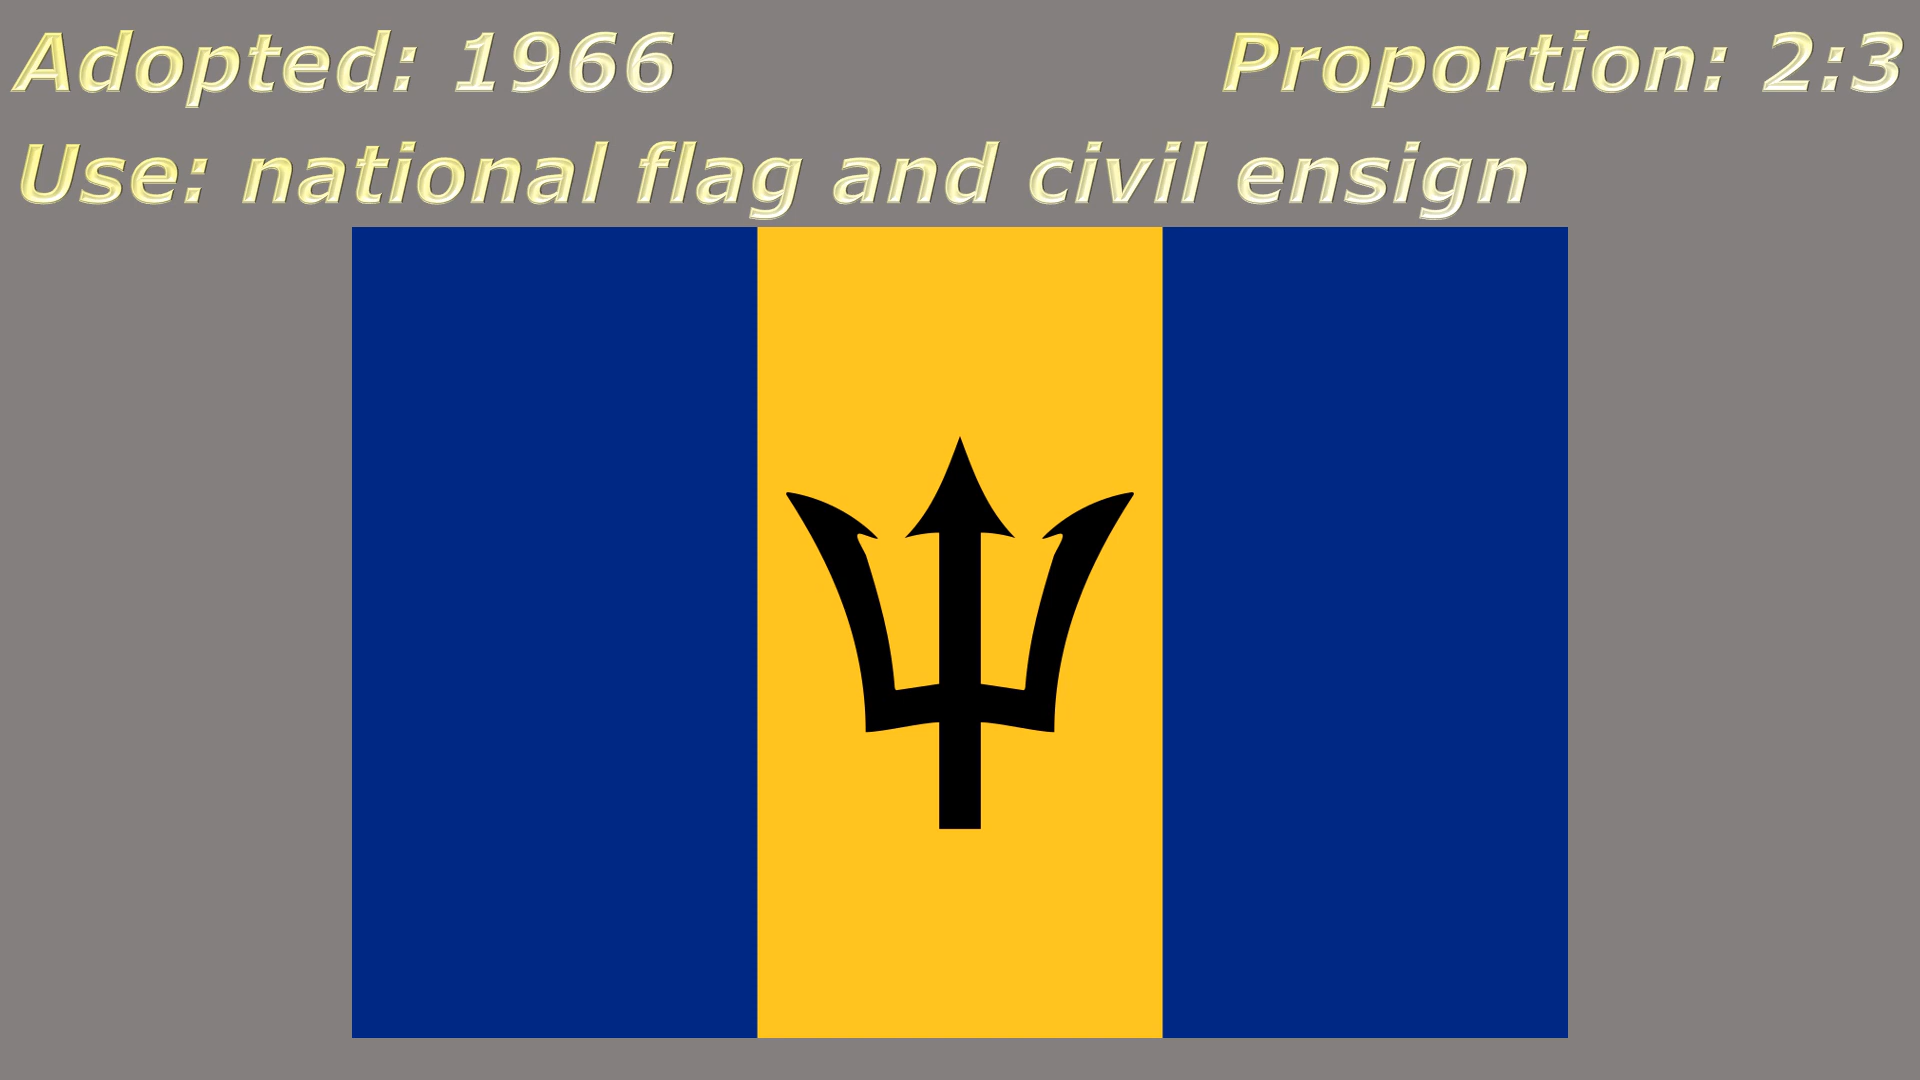 Adopted: 1966
Proportion: 2:3
Use: national flag and civil ensign